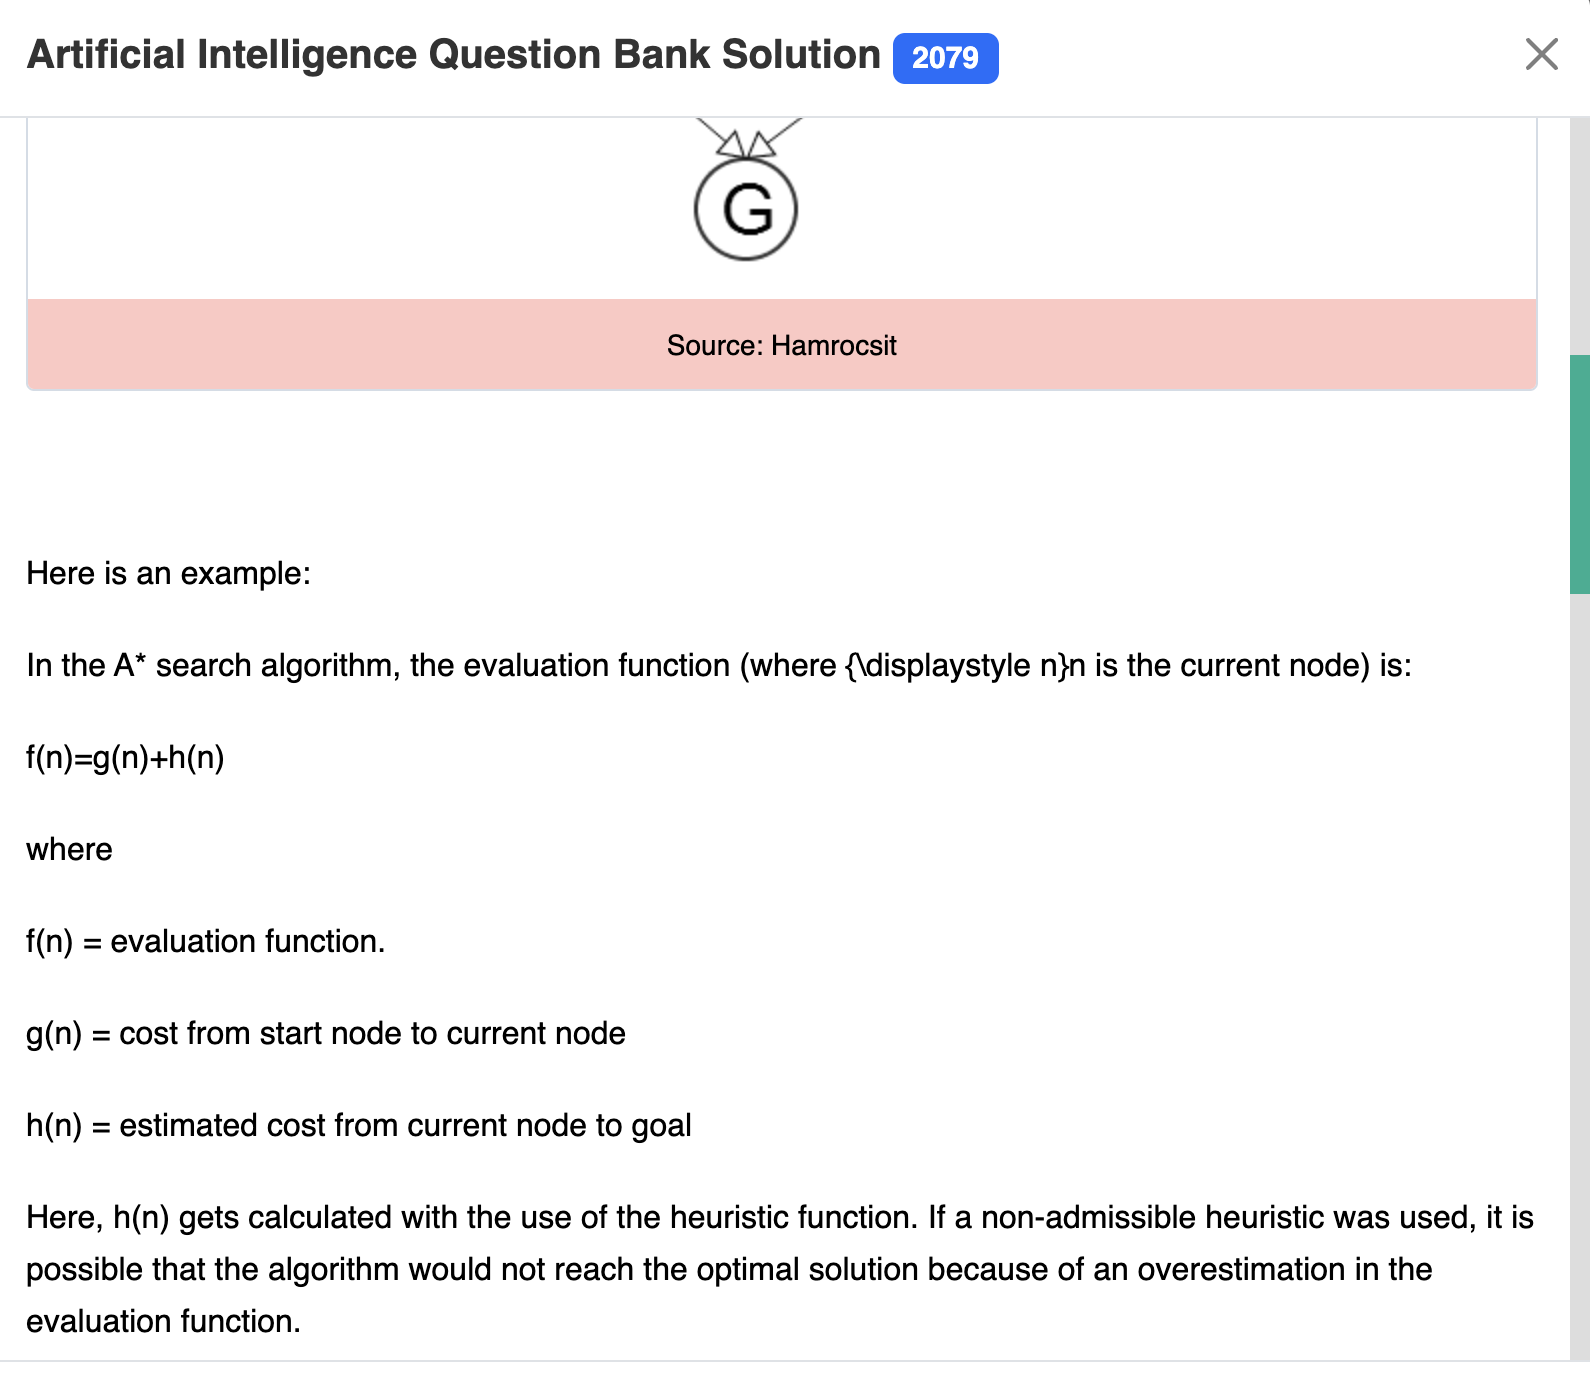 Artificial Intelligence Question Bank Solution 2079
G
Source: Hamrocsit
Here is an example:
In the A* search algorithm, the evaluation function (where {\displaystyle n}n is the current node) is:
f(n)=g(n)+h(n)
where
f(n) = evaluation function.
g(n) = cost from start node to current node
h(n) = estimated cost from current node to goal
Here, h(n) gets calculated with the use of the heuristic function. If a non-admissible heuristic was used, it is
possible that the algorithm would not reach the optimal solution because of an overestimation in the
evaluation function.